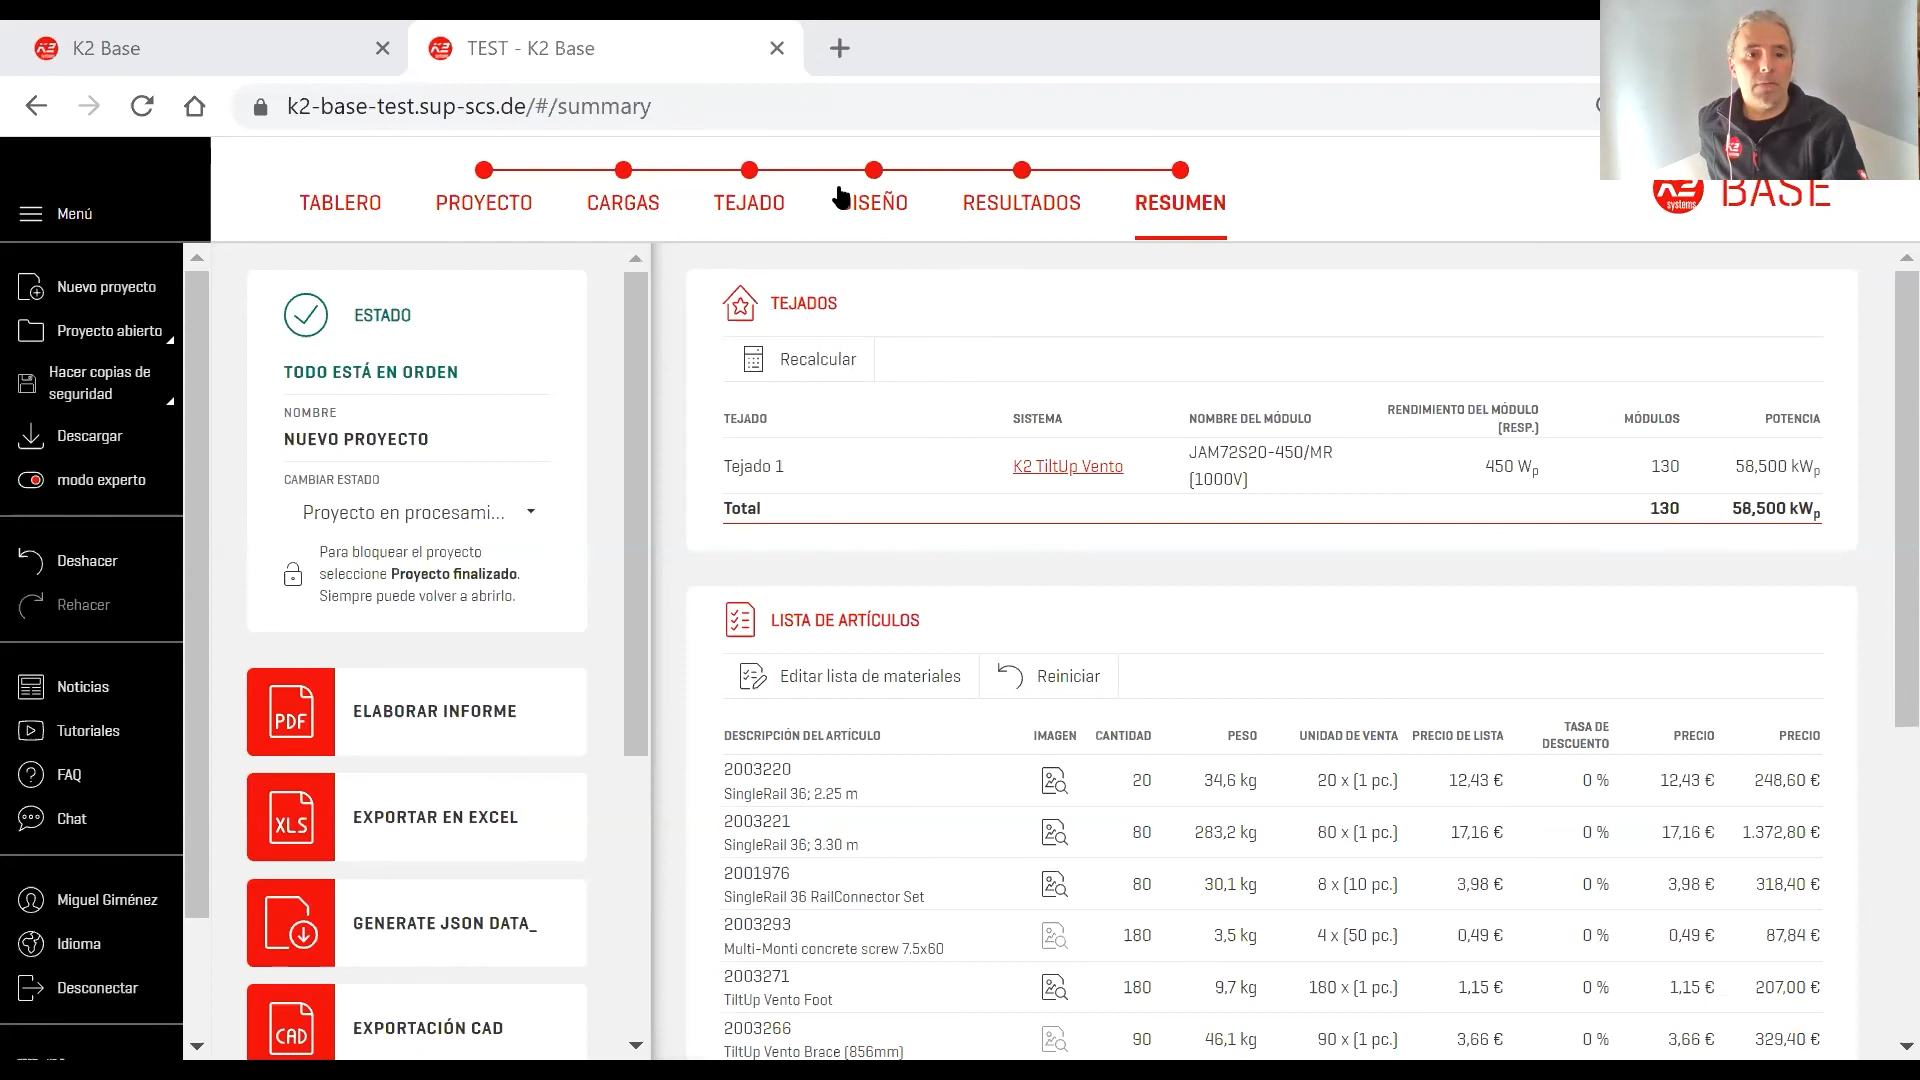 K2 Base
TEST - K2 Base
k2-base-test.sup-scs.de/#/summary
Menú
TABLERO
PROYECTO
CARGAS
TEJADO
DISEÑO
RESULTADOS
RESUMEN
K2 systems BASE
Nuevo proyecto
Proyecto abierto
Hacer copias de
seguridad
Descargar
modo experto
Deshacer
Rehacer
Noticias
Tutoriales
FAQ
Chat
Miguel Giménez
Idioma
Desconectar
ESTADO
TODO ESTÁ EN ORDEN
NOMBRE
NUEVO PROYECTO
CAMBIAR ESTADO
Proyecto en procesami...
Para bloquear el proyecto
seleccione Proyecto finalizado.
Siempre puede volver a abrirlo.
PDF ELABORAR INFORME
XLS EXPORTAR EN EXCEL
GENERATE JSON DATA_
CAD EXPORTACIÓN CAD
TEJADOS
Recalcular
TEJADO SISTEMA NOMBRE DEL MÓDULO RENDIMIENTO DEL MÓDULO (RESP.) MÓDULOS POTENCIA
Tejado 1 K2 TiltUp Vento JAM72S20-450/MR (1000V) 450 Wp 130 58,500 kWp
Total 130 58,500 kWp
LISTA DE ARTÍCULOS
Editar lista de materiales Reiniciar
DESCRIPCIÓN DEL ARTÍCULO IMAGEN CANTIDAD PESO UNIDAD DE VENTA PRECIO DE LISTA TASA DE DESCUENTO PRECIO PRECIO
2003220
SingleRail 36; 2.25 m 20 34,6 kg 20 x (1 pc.) 12,43 € 0 % 12,43 € 248,60 €
2003221
SingleRail 36; 3.30 m 80 283,2 kg 80 x (1 pc.) 17,16 € 0 % 17,16 € 1.372,80 €
2001976
SingleRail 36 RailConnector Set 80 30,1 kg 8 x (10 pc.) 3,98 € 0 % 3,98 € 318,40 €
2003293
Multi-Monti concrete screw 7.5x60 180 3,5 kg 4 x (50 pc.) 0,49 € 0 % 0,49 € 87,84 €
2003271
TiltUp Vento Foot 180 9,7 kg 180 x (1 pc.) 1,15 € 0 % 1,15 € 207,00 €
2003266
TiltUp Vento Brace (856mm) 90 46,1 kg 90 x (1 pc.) 3,66 € 0 % 3,66 € 329,40 €